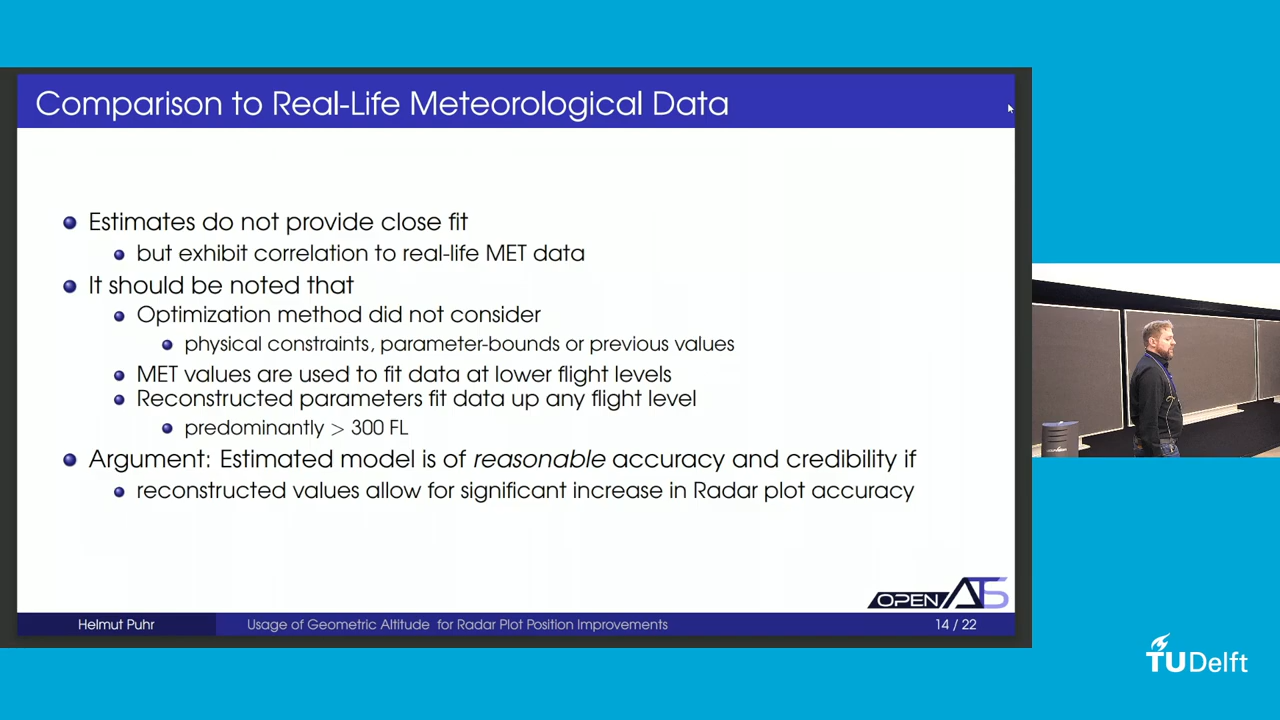 Comparison to Real-Life Meteorological Data
Estimates do not provide close fit
but exhibit correlation to real-life MET data
It should be noted that
Optimization method did not consider
physical constraints, parameter-bounds or previous values
MET values are used to fit data at lower flight levels
Reconstructed parameters fit data up any flight level
predominantly > 300 FL
Argument: Estimated model is of reasonable accuracy and credibility if
reconstructed values allow for significant increase in Radar plot accuracy
OPEN ATS
Helmut Puhr
Usage of Geometric Altitude for Radar Plot Position Improvements
14 / 22
TU Delft